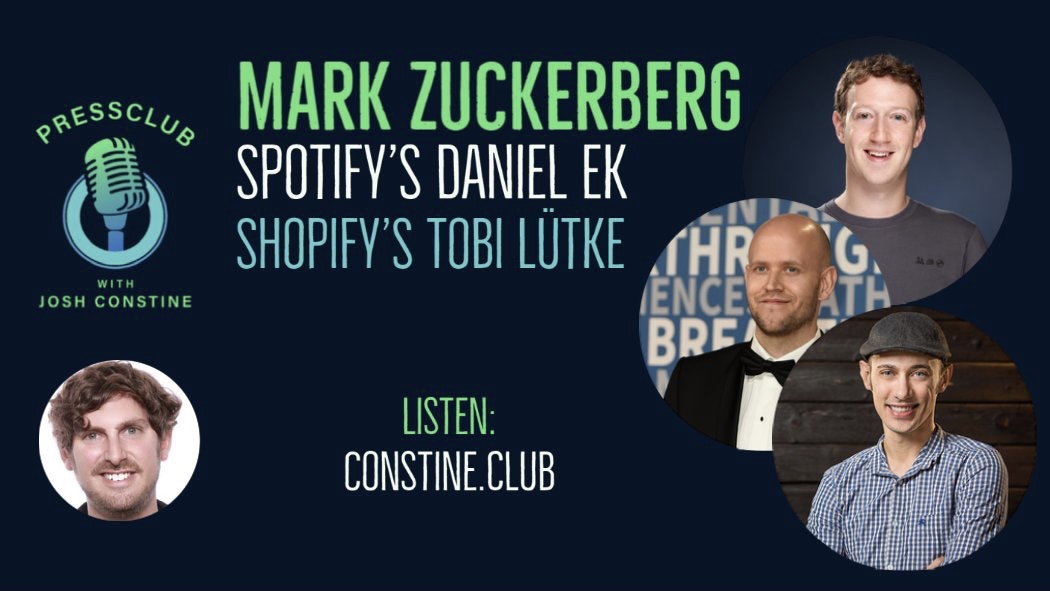 PRESSCLUB
WITH
JOSH CONSTINE
MARK ZUCKERBERG
SPOTIFY'S DANIEL EK
SHOPIFY'S TOBI LÜTKE
LISTEN:
CONSTINE.CLUB